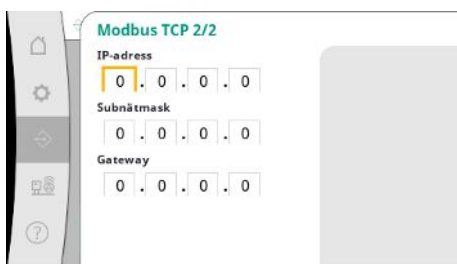 Modbus TCP 2/2
IP-adress
0 . 0 . 0 . 0
Subnätmask
0 . 0 . 0 . 0
Gateway
0 . 0 . 0 . 0
?